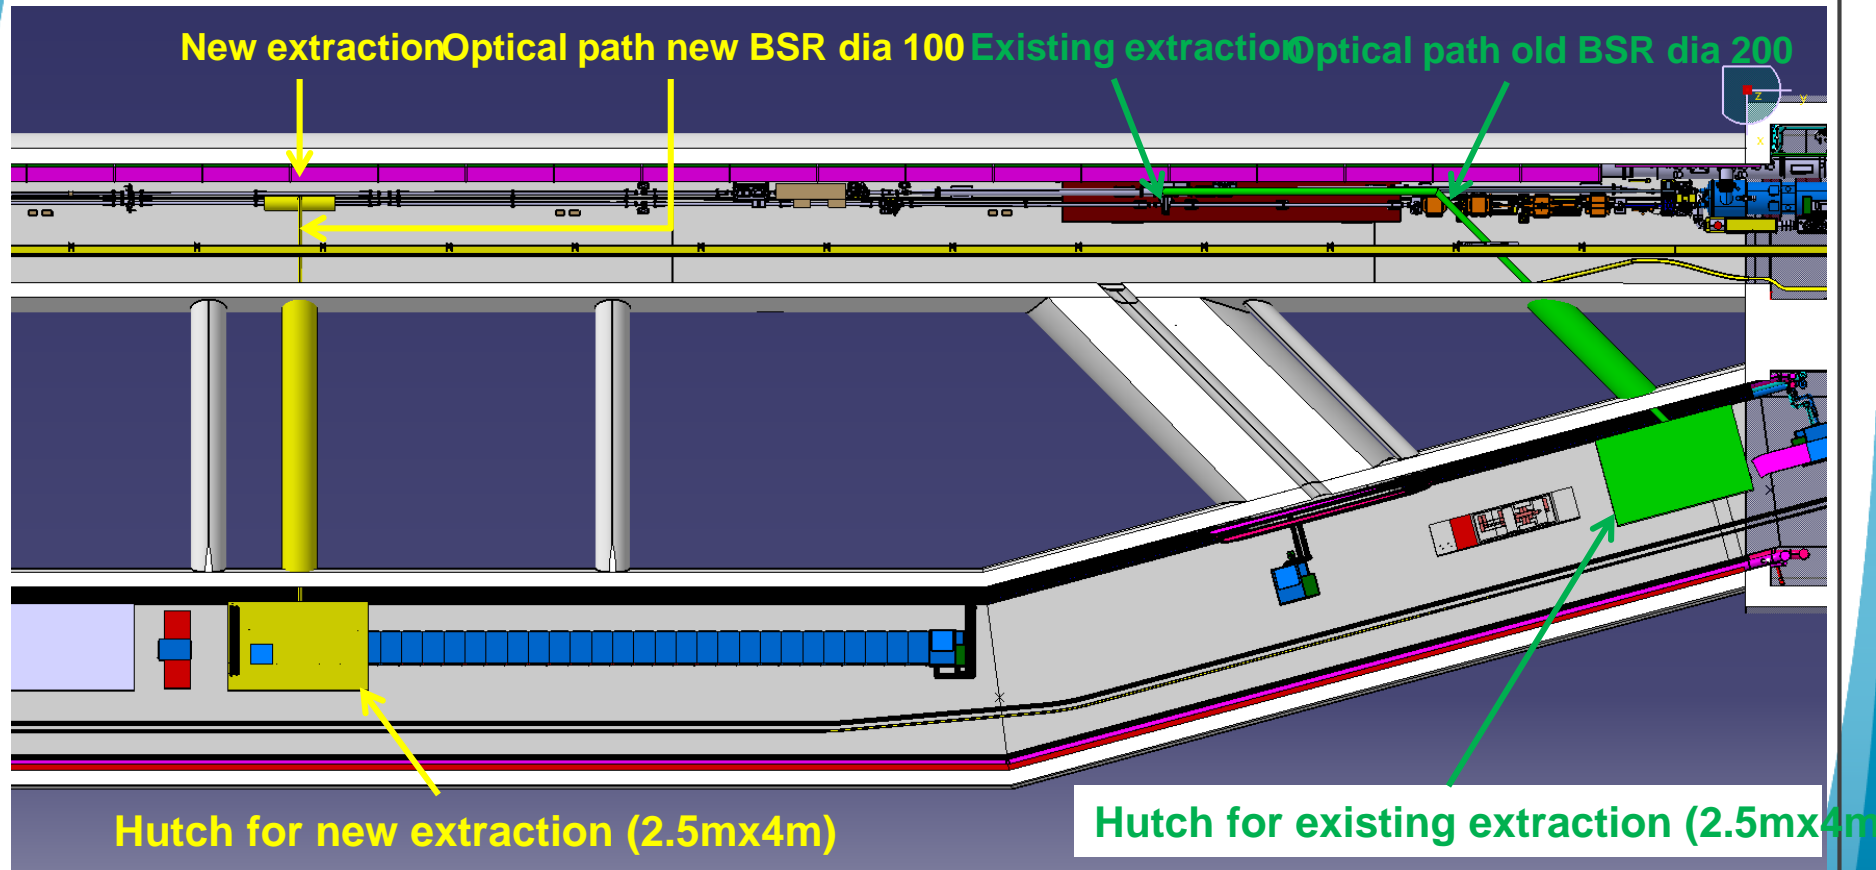 New extraction
Optical path new BSR dia 100
Existing extraction
Optical path old BSR dia 200
Z
Y
X
Hutch for new extraction (2.5mx4m)
Hutch for existing extraction (2.5mx4m